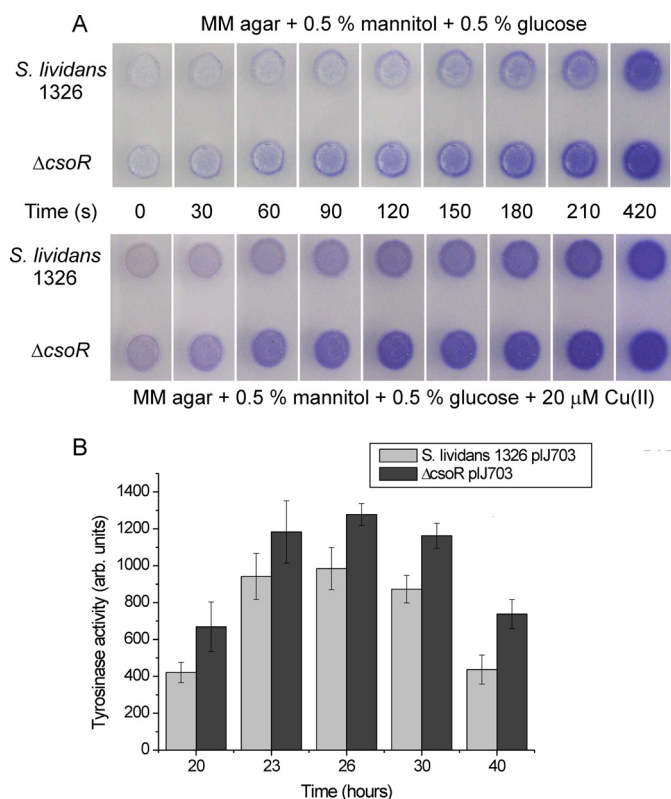 A
MM agar + 0.5 % mannitol + 0.5 % glucose
S. lividans
1326
ΔcsoR
Time (s) 0 30 60 90 120 150 180 210 420
S. lividans
1326
ΔcsoR
MM agar + 0.5 % mannitol + 0.5 % glucose + 20 μM Cu(II)
B
S. lividans 1326 pIJ703
ΔcsoR pIJ703
1400
1200
1000
800
600
400
200
0
Tyrosinase activity (arb. units)
20 23 26 30 40
Time (hours)